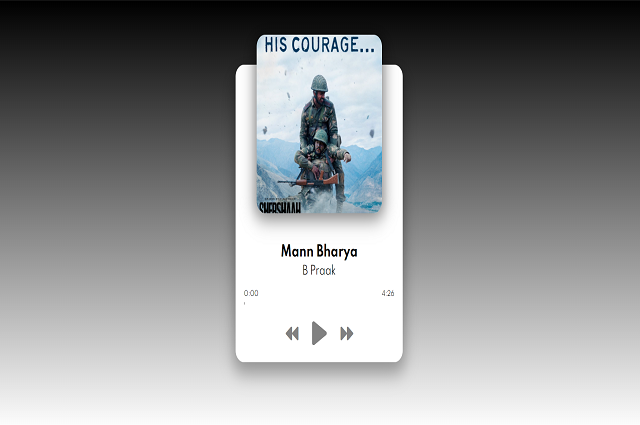 HIS COURAGE...
SHERSHAAH
Mann Bharya
B Praak
0:00
4:26